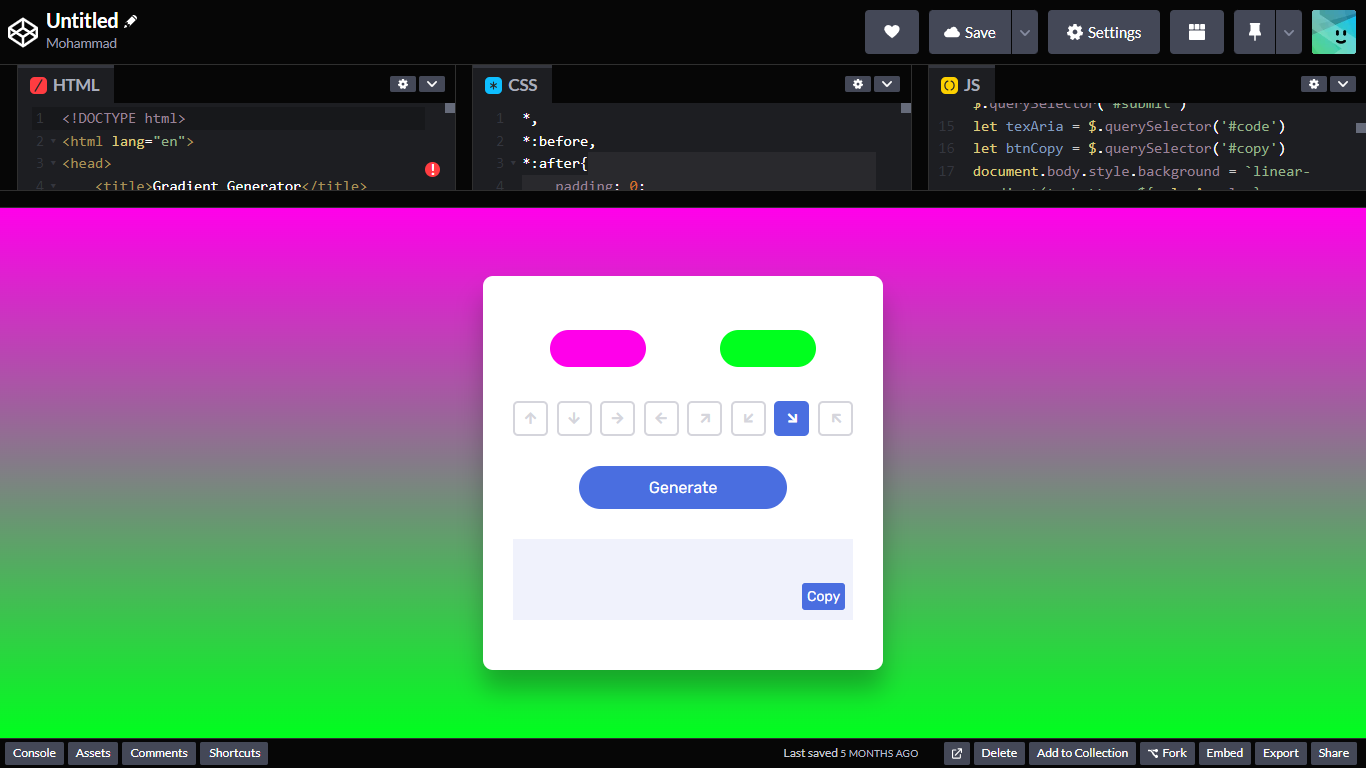 Untitled
Mohammad
Save
Settings
HTML
1 <!DOCTYPE html>
2 <html lang="en">
3 <head>
4 <title>Gradient Generator</title>
CSS
1 *,
2 *:before,
3 *:after{
4 padding: 0;
JS
$.querySelector('#submit')
15 let texAria = $.querySelector('#code')
16 let btnCopy = $.querySelector('#copy')
17 document.body.style.background = `linear-
Generate
Copy
Console
Assets
Comments
Shortcuts
Last saved 5 MONTHS AGO
Delete
Add to Collection
Fork
Embed
Export
Share